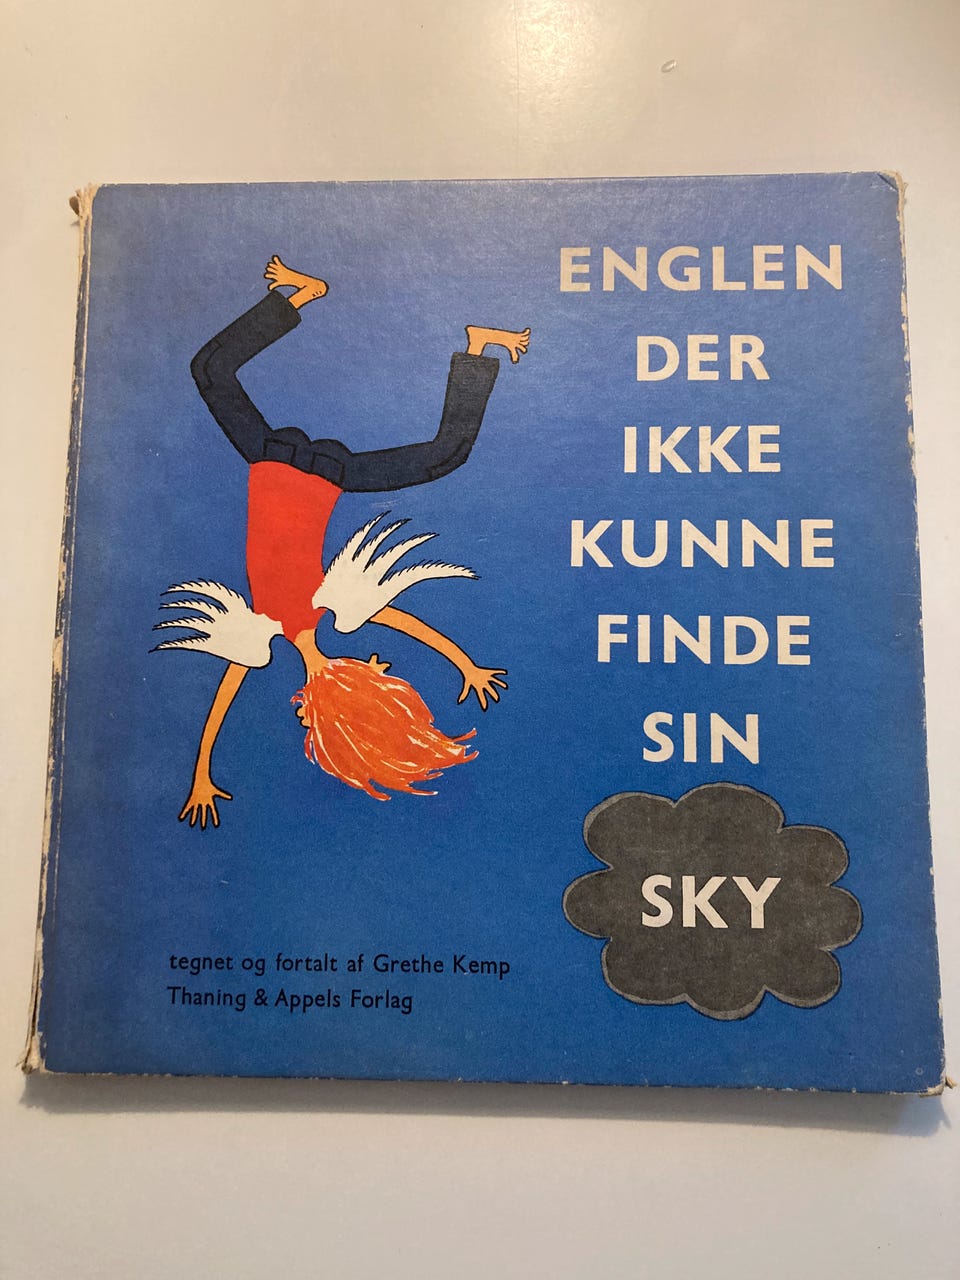 ENGLEN
DER
IKKE
KUNNE
FINDE
SIN
SKY
tegnet og fortalt af Grethe Kemp
Thaning & Appels Forlag